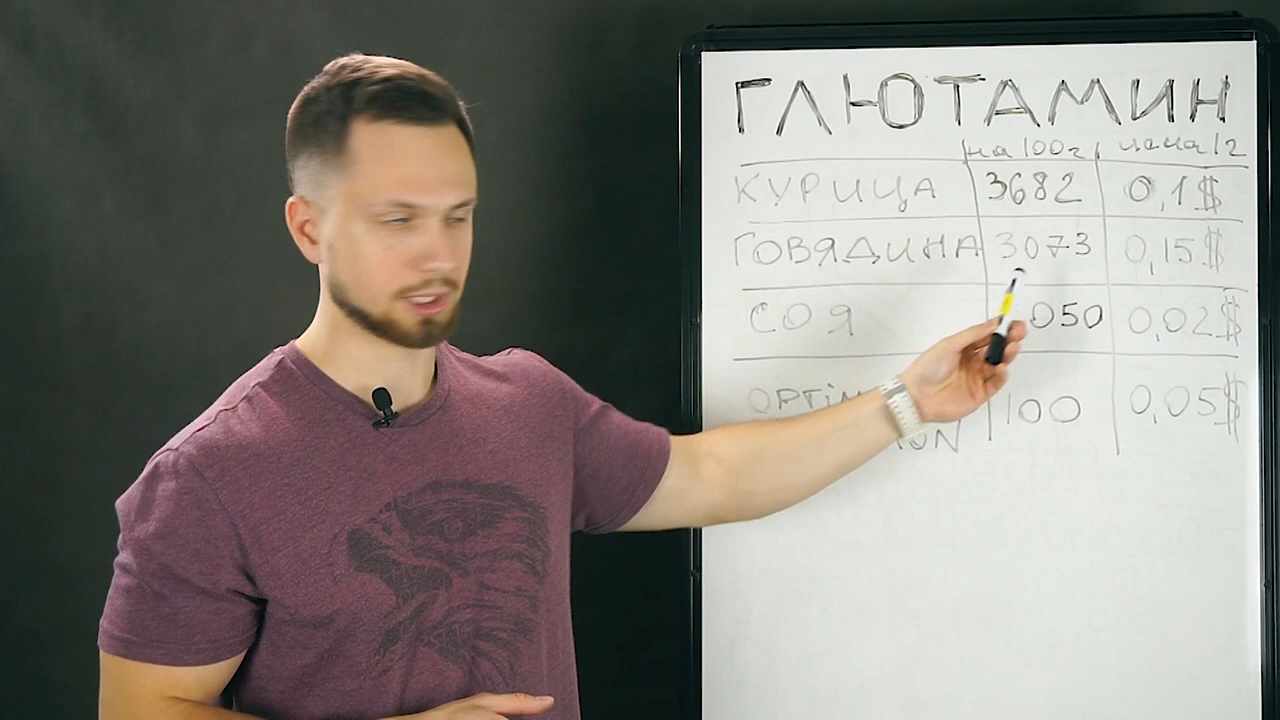 ГЛЮТАМИН
на 100г цена 1г
КУРИЦА 3682 0,1$
ГОВЯДИНА 3073 0,15$
СОЯ 050 0,02$
100 0,05$